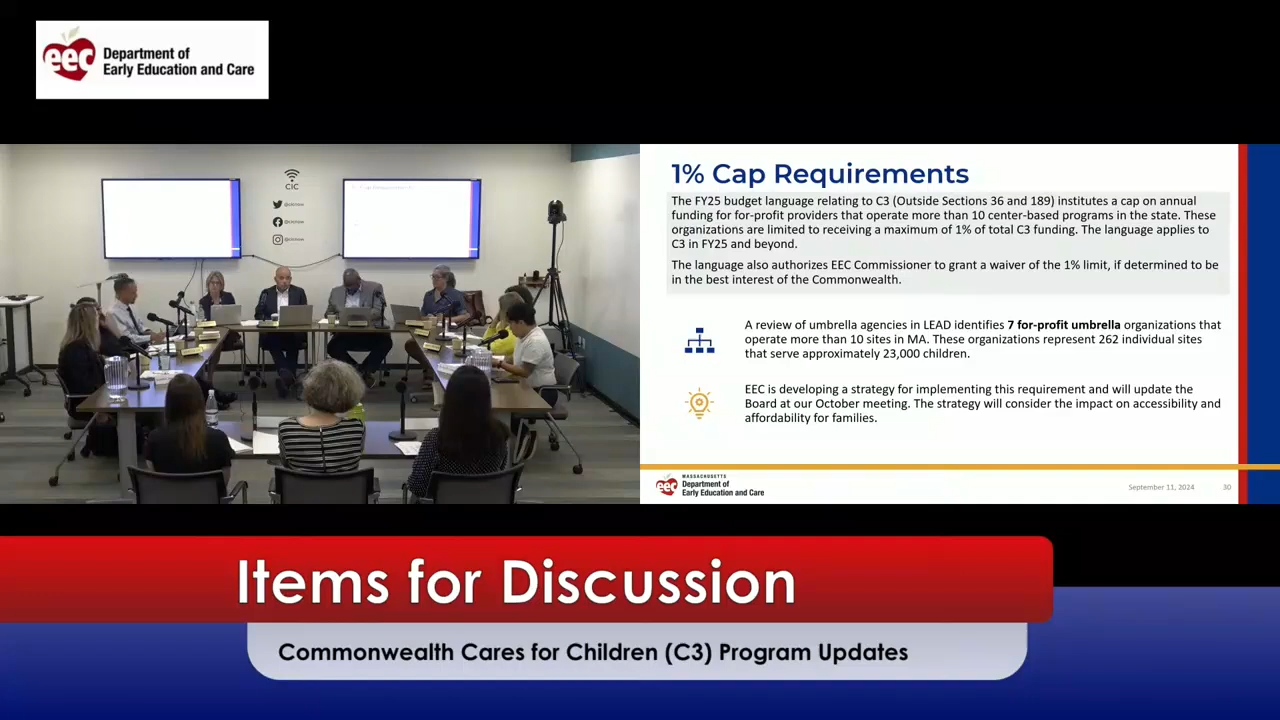 eec Department of
Early Education and Care
CIC
1% Cap Requirements
The FY25 budget language relating to C3 (Outside Sections 36 and 189) institutes a cap on annual
funding for for-profit providers that operate more than 10 center-based programs in the state. These
organizations are limited to receiving a maximum of 1% of total C3 funding. The language applies to
C3 in FY25 and beyond.
The language also authorizes EEC Commissioner to grant a waiver of the 1% limit, if determined to be
in the best interest of the Commonwealth.
A review of umbrella agencies in LEAD identifies 7 for-profit umbrella organizations that
operate more than 10 sites in MA. These organizations represent 262 individual sites
that serve approximately 23,000 children.
EEC is developing a strategy for implementing this requirement and will update the
Board at our October meeting. The strategy will consider the impact on accessibility and
affordability for families.
MASSACHUSETTS
eec Department of
Early Education and Care
September 11, 2024
30
Items for Discussion
Commonwealth Cares for Children (C3) Program Updates